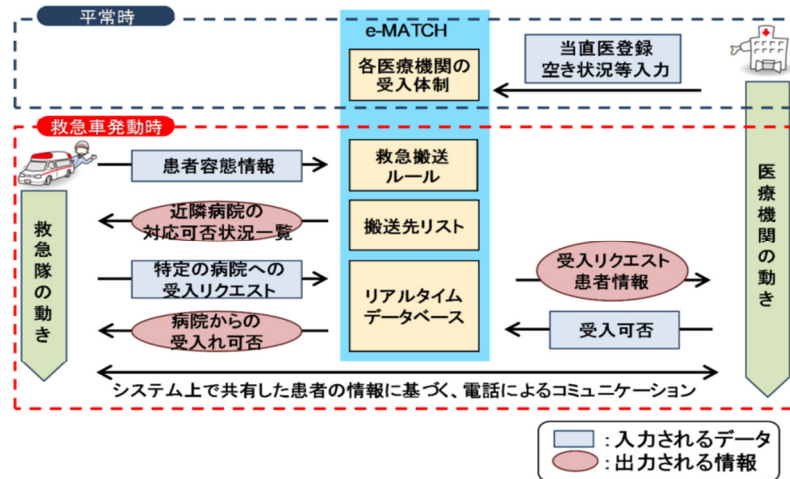 平常時
e-MATCH
各医療機関の
受入体制
当直医登録
空き状況等入力
救急車発動時
患者容態情報
救急搬送
ルール
近隣病院の
対応可否状況一覧
搬送先リスト
特定の病院への
受入リクエスト
リアルタイム
データベース
受入リクエスト
患者情報
病院からの
受入れ可否
受入可否
救急隊の動き
医療機関の動き
システム上で共有した患者の情報に基づく、電話によるコミュニケーション
：入力されるデータ
：出力される情報